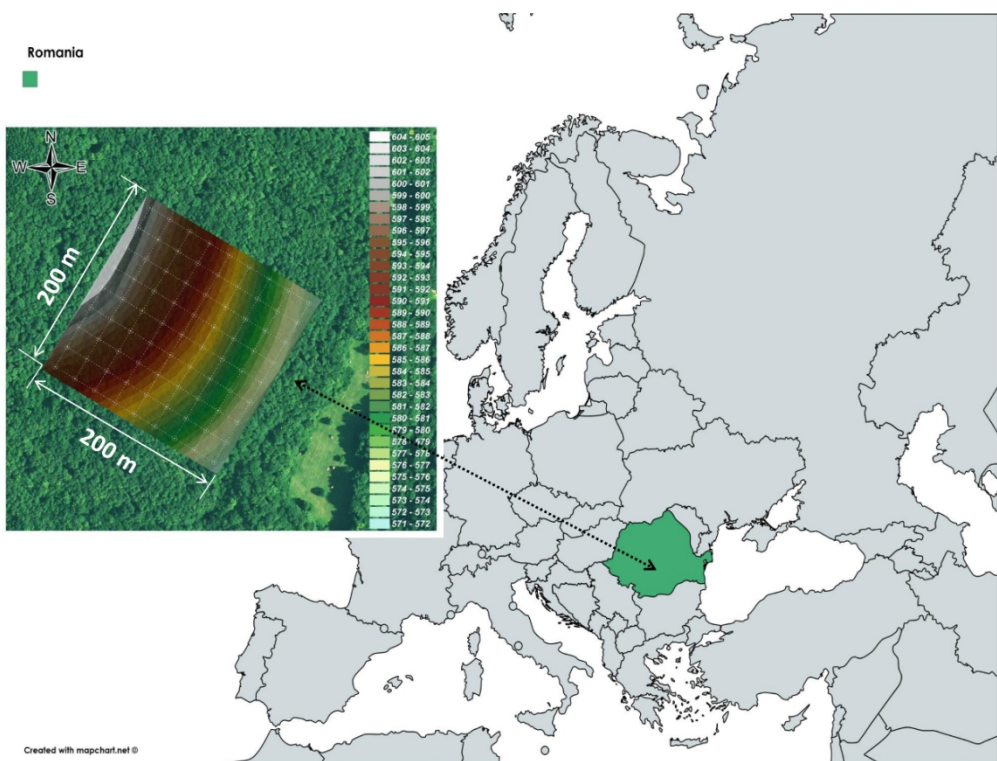 Romania
N
W E
S
200 m
200 m
604 - 605
603 - 604
602 - 603
601 - 602
600 - 601
599 - 600
598 - 599
597 - 598
596 - 597
595 - 596
594 - 595
593 - 594
592 - 593
591 - 592
590 - 591
589 - 590
588 - 589
587 - 588
586 - 587
585 - 586
584 - 585
583 - 584
582 - 583
581 - 582
580 - 581
579 - 580
578 - 579
577 - 578
576 - 577
575 - 576
574 - 575
573 - 574
572 - 573
571 - 572
Created with mapchart.net ©